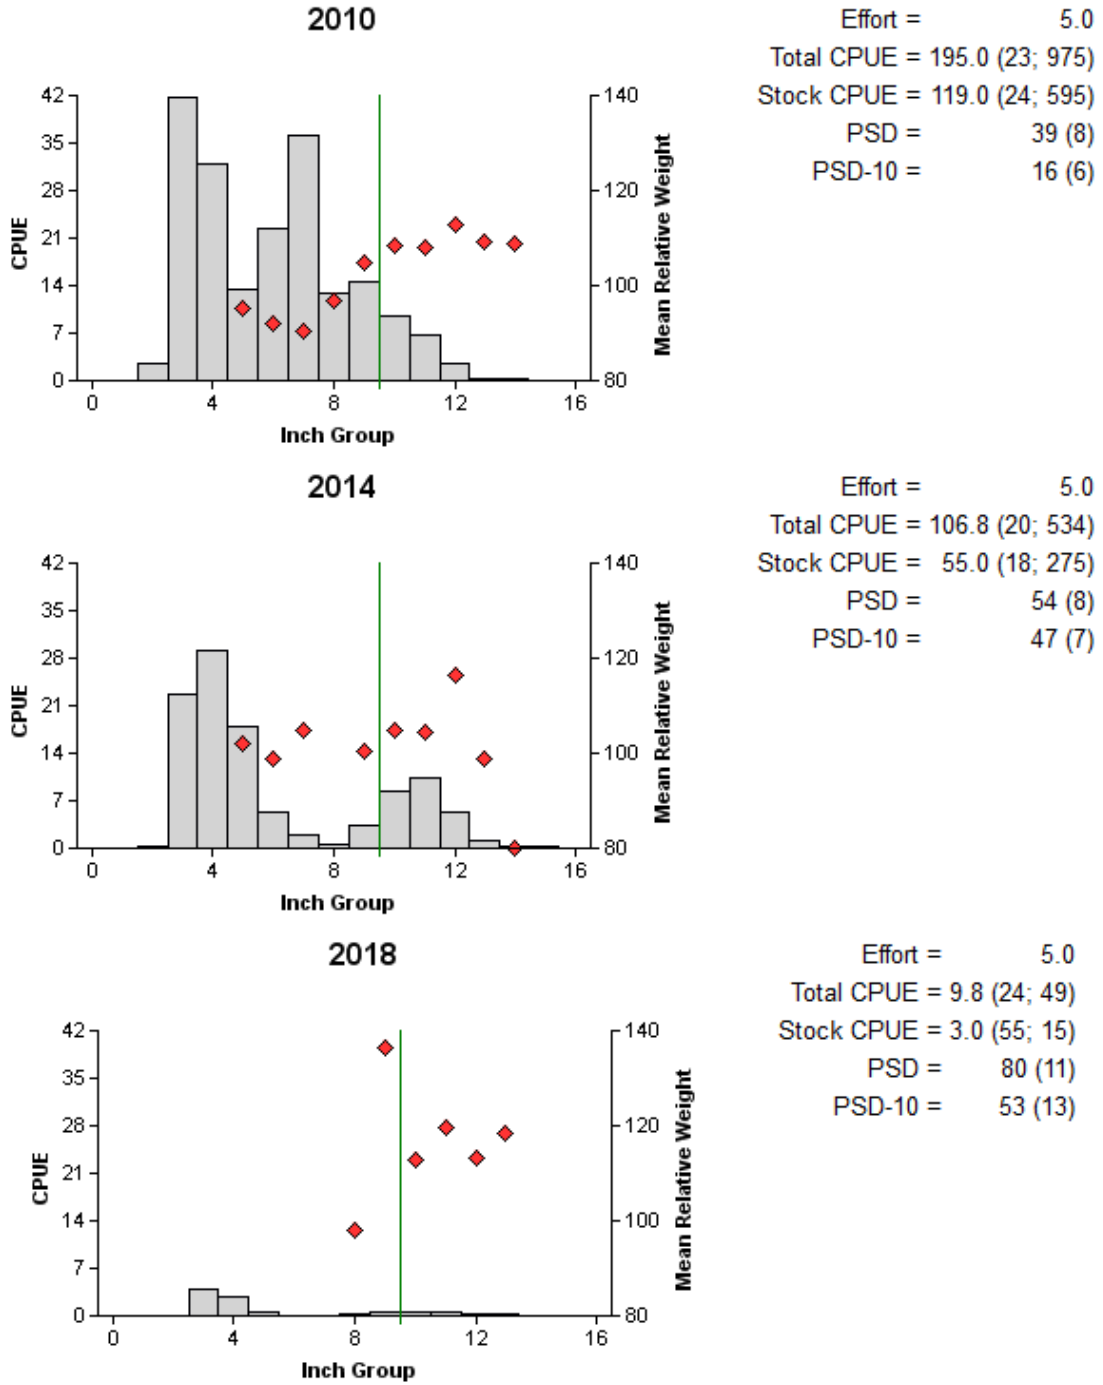 2010
Effort = 5.0
Total CPUE = 195.0 (23; 975)
Stock CPUE = 119.0 (24; 595)
PSD = 39 (8)
PSD-10 = 16 (6)
42
35
28
21
14
7
0
CPUE
140
120
100
80
Mean Relative Weight
0 4 8 12 16
Inch Group
2014
Effort = 5.0
Total CPUE = 106.8 (20; 534)
Stock CPUE = 55.0 (18; 275)
PSD = 54 (8)
PSD-10 = 47 (7)
42
35
28
21
14
7
0
CPUE
140
120
100
80
Mean Relative Weight
0 4 8 12 16
Inch Group
2018
Effort = 5.0
Total CPUE = 9.8 (24; 49)
Stock CPUE = 3.0 (55; 15)
PSD = 80 (11)
PSD-10 = 53 (13)
42
35
28
21
14
7
0
CPUE
140
120
100
80
Mean Relative Weight
0 4 8 12 16
Inch Group